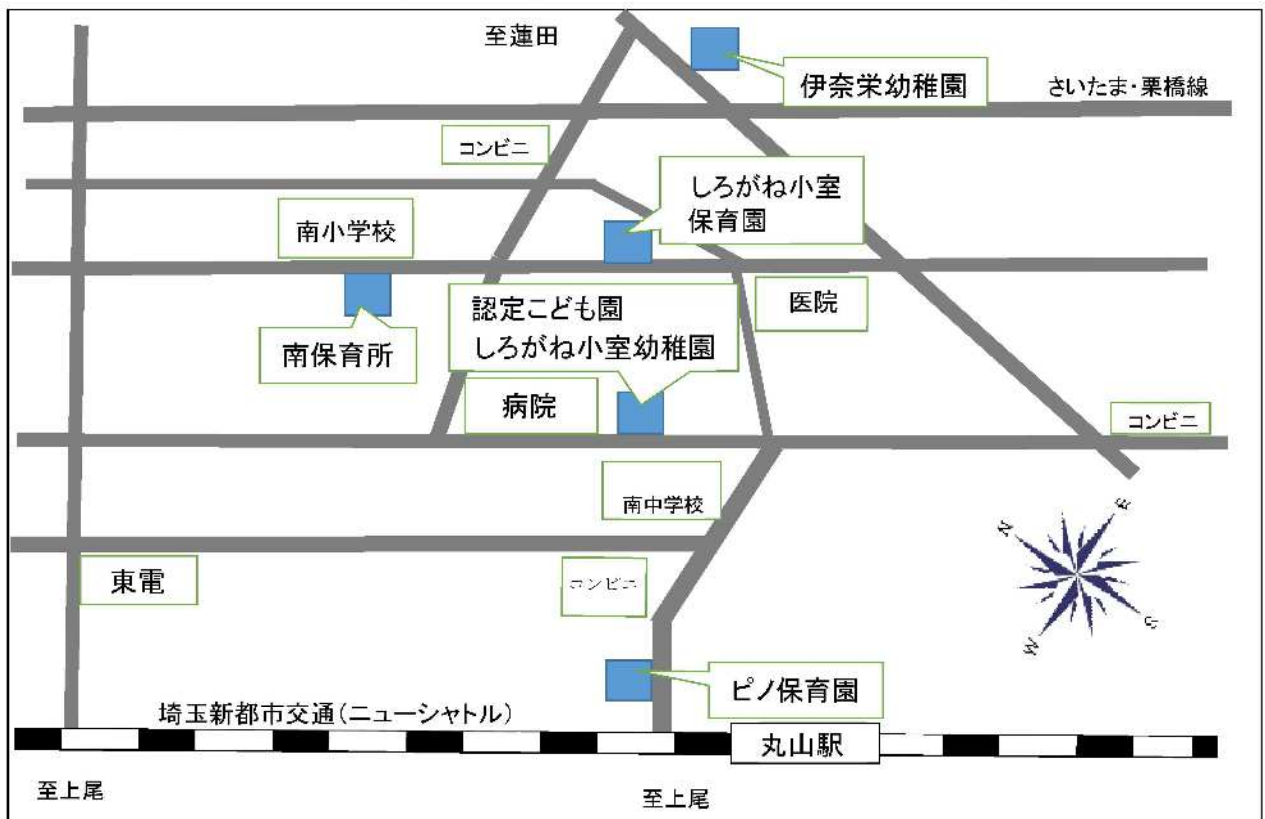 至蓮田
伊奈栄幼稚園
さいたま・栗橋線
コンビニ
しろがね小室
保育園
南小学校
認定こども園
しろがね小室幼稚園
医院
南保育所
病院
コンビニ
南中学校
東電
コンビニ
N
E
W
S
ピノ保育園
埼玉新都市交通(ニューシャトル)
丸山駅
至上尾
至上尾